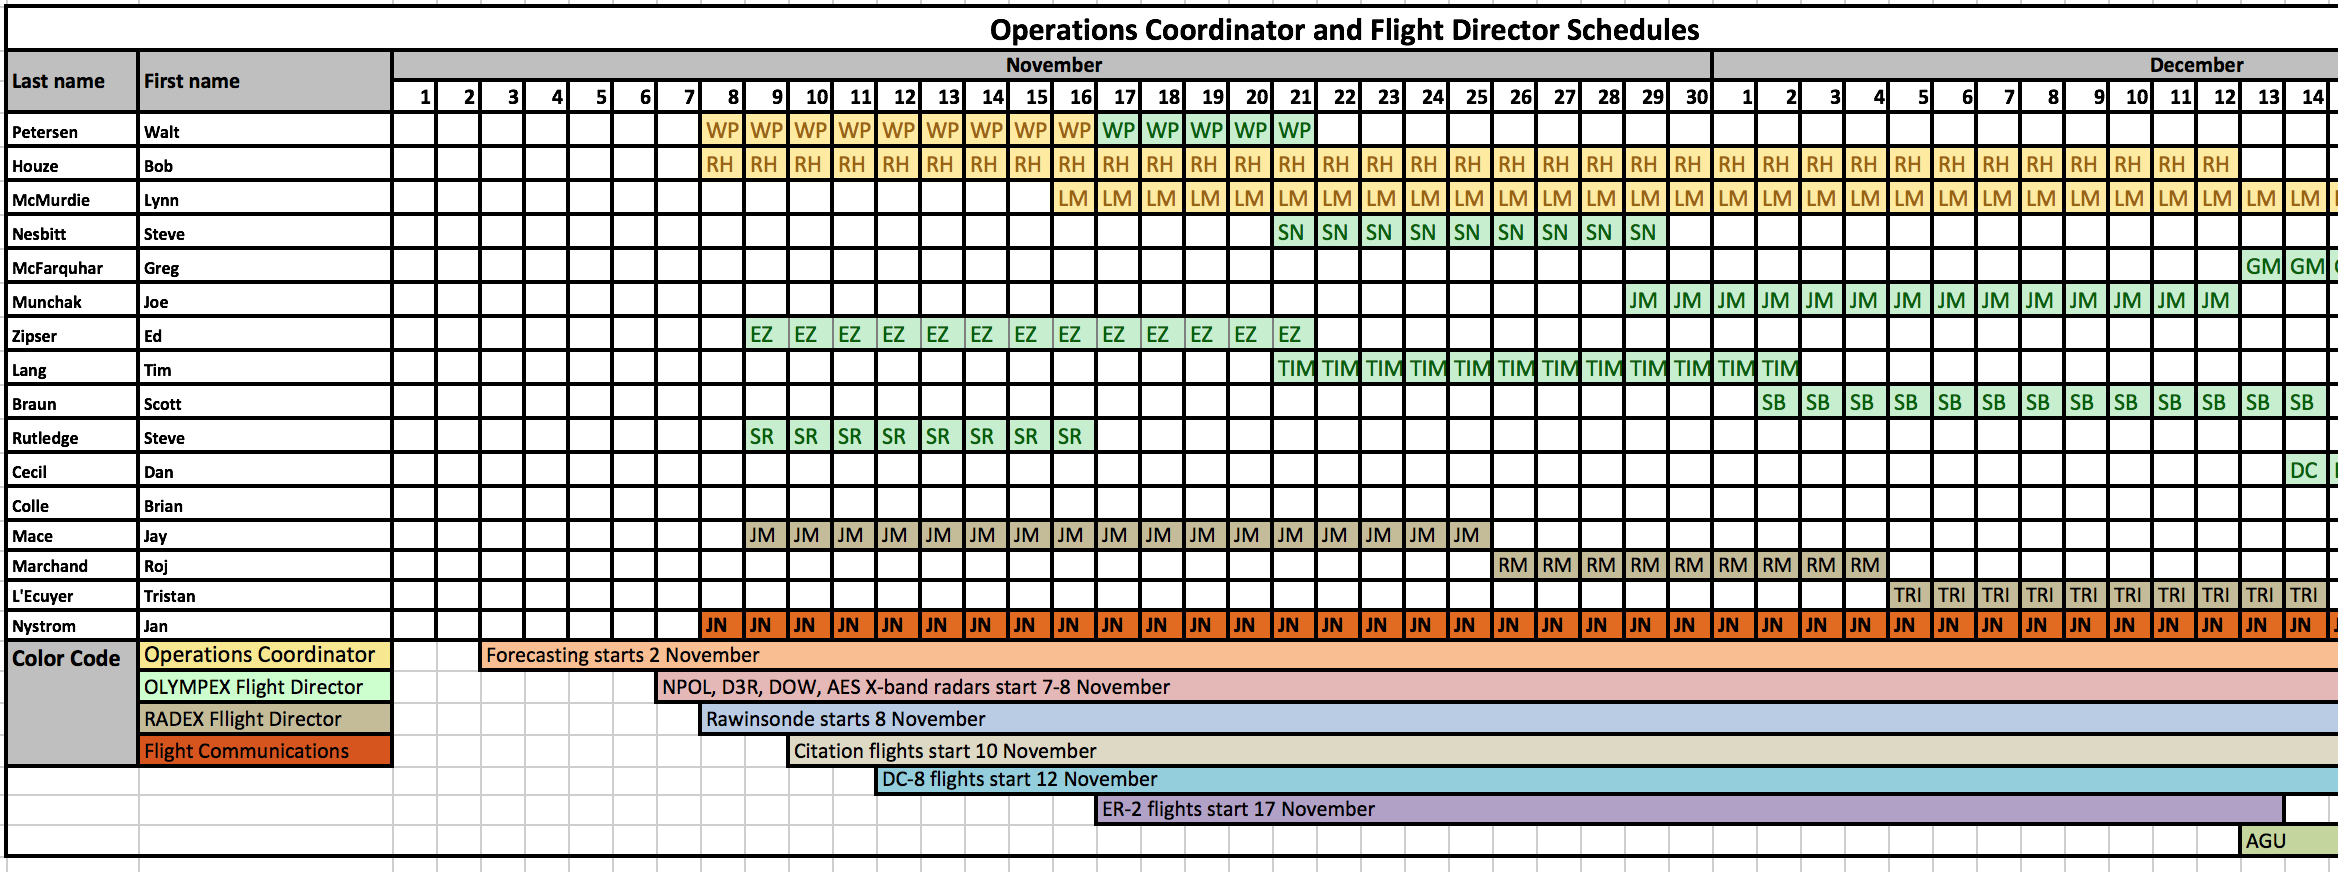 Operations Coordinator and Flight Director Schedules
Last name First name November December
1 2 3 4 5 6 7 8 9 10 11 12 13 14 15 16 17 18 19 20 21 22 23 24 25 26 27 28 29 30 1 2 3 4 5 6 7 8 9 10 11 12 13 14
Petersen Walt WP WP WP WP WP WP WP WP WP WP WP WP WP WP
Houze Bob RH RH RH RH RH RH RH RH RH RH RH RH RH RH RH RH RH RH RH RH RH RH RH RH RH RH RH RH RH RH RH RH RH RH RH
McMurdie Lynn LM LM LM LM LM LM LM LM LM LM LM LM LM LM LM LM LM LM LM LM LM LM LM LM LM LM LM LM LM
Nesbitt Steve SN SN SN SN SN SN SN SN SN
McFarquhar Greg GM GM
Munchak Joe JM JM JM JM JM JM JM JM JM JM JM JM JM JM
Zipser Ed EZ EZ EZ EZ EZ EZ EZ EZ EZ EZ EZ EZ EZ
Lang Tim TIM TIM TIM TIM TIM TIM TIM TIM TIM TIM TIM TIM
Braun Scott SB SB SB SB SB SB SB SB SB SB SB SB SB
Rutledge Steve SR SR SR SR SR SR SR SR
Cecil Dan DC
Colle Brian
Mace Jay JM JM JM JM JM JM JM JM JM JM JM JM JM JM JM JM JM
Marchand Roj RM RM RM RM RM RM RM RM RM
L'Ecuyer Tristan TRI TRI TRI TRI TRI TRI TRI TRI TRI TRI
Nystrom Jan JN JN JN JN JN JN JN JN JN JN JN JN JN JN JN JN JN JN JN JN JN JN JN JN JN JN JN JN JN JN JN JN JN JN JN JN JN
Color Code Operations Coordinator Forecasting starts 2 November
OLYMPEX Flight Director NPOL, D3R, DOW, AES X-band radars start 7-8 November
RADEX Fllight Director Rawinsonde starts 8 November
Flight Communications Citation flights start 10 November
DC-8 flights start 12 November
ER-2 flights start 17 November
AGU